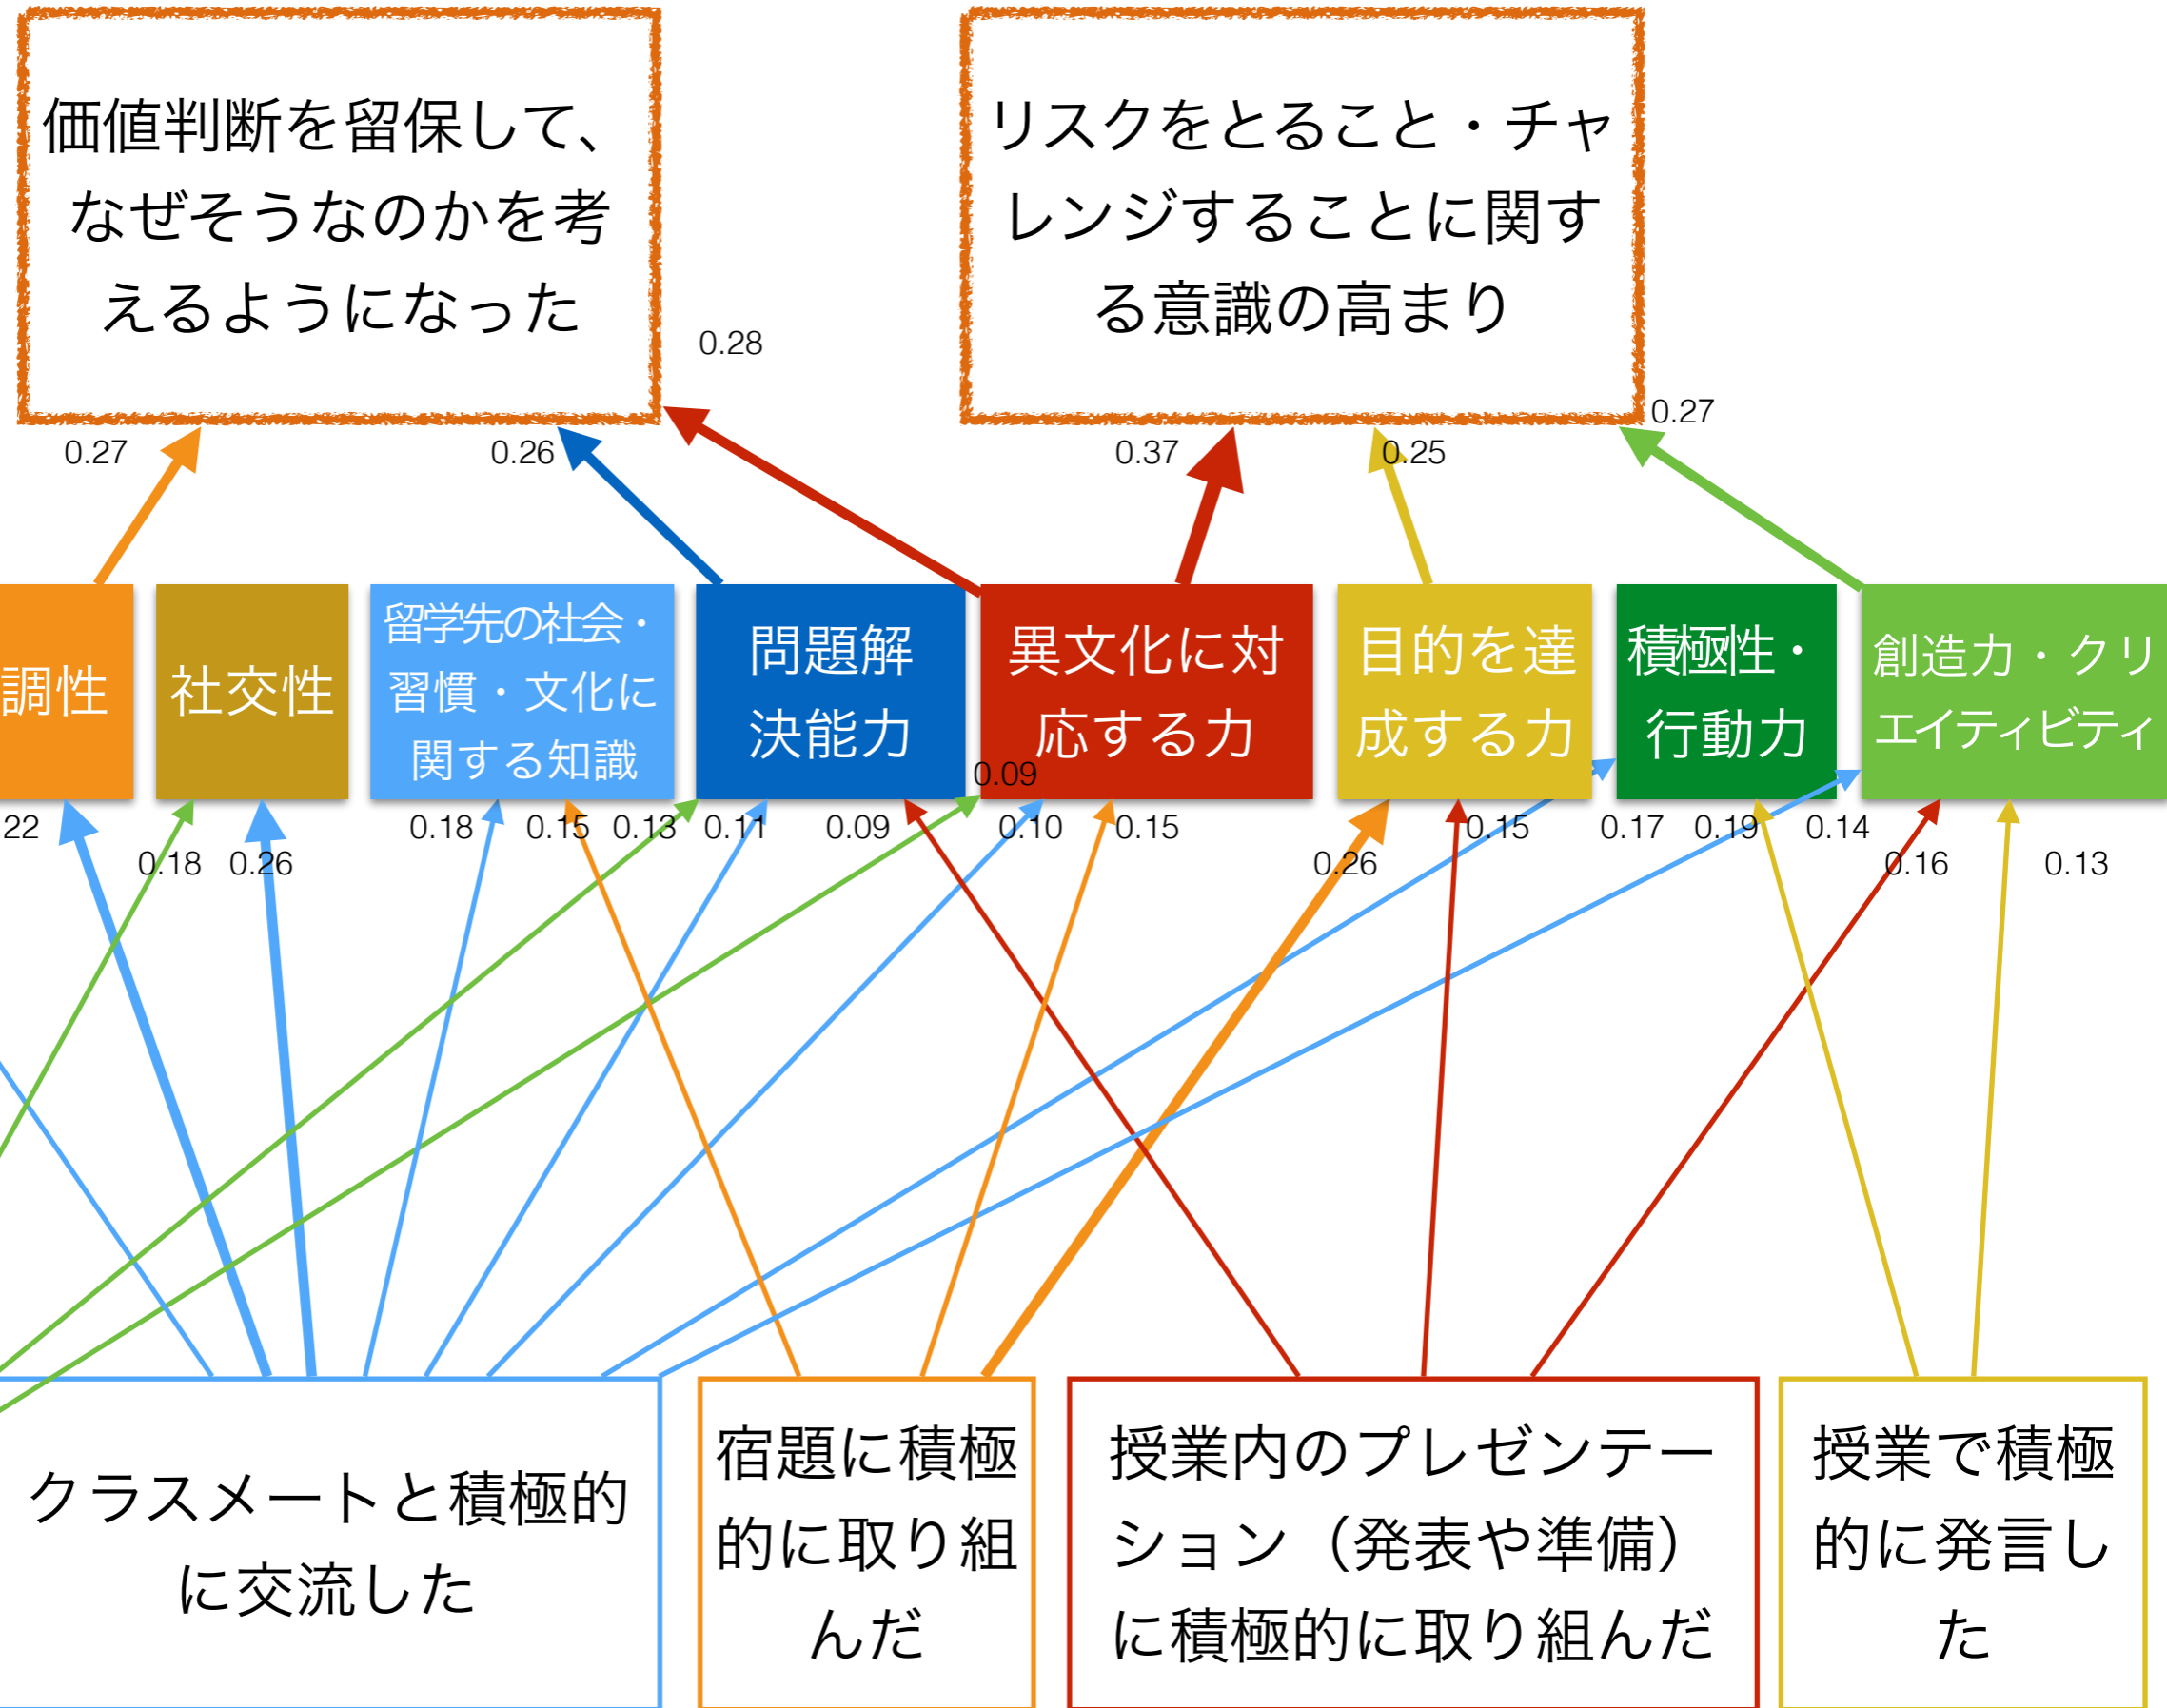 価値判断を留保して、
なぜそうなのかを考
えるようになった
リスクをとること・チャ
レンジすることに関す
る意識の高まり
0.28
0.27
0.27
0.26
0.37
0.25
調性
社交性
留学先の社会・
習慣・文化に
関する知識
問題解
決能力
異文化に対
応する力
目的を達
成する力
積極性・
行動力
創造力・クリ
エイティビティ
0.09
22
0.18
0.15
0.13
0.11
0.09
0.10
0.15
0.15
0.17
0.19
0.14
0.18
0.26
0.26
0.16
0.13
クラスメートと積極的
に交流した
宿題に積極
的に取り組
んだ
授業内のプレゼンテー
ション（発表や準備）
に積極的に取り組んだ
授業で積極
的に発言し
た